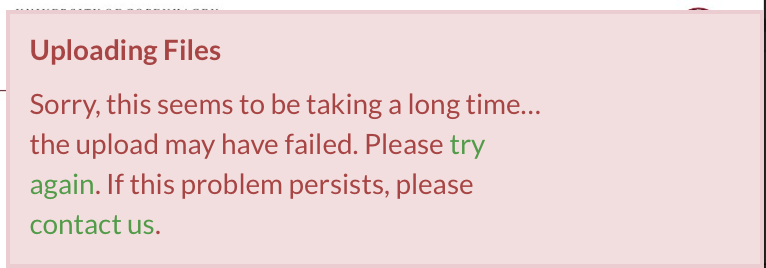 Uploading Files
Sorry, this seems to be taking a long time...
the upload may have failed. Please try
again. If this problem persists, please
contact us.